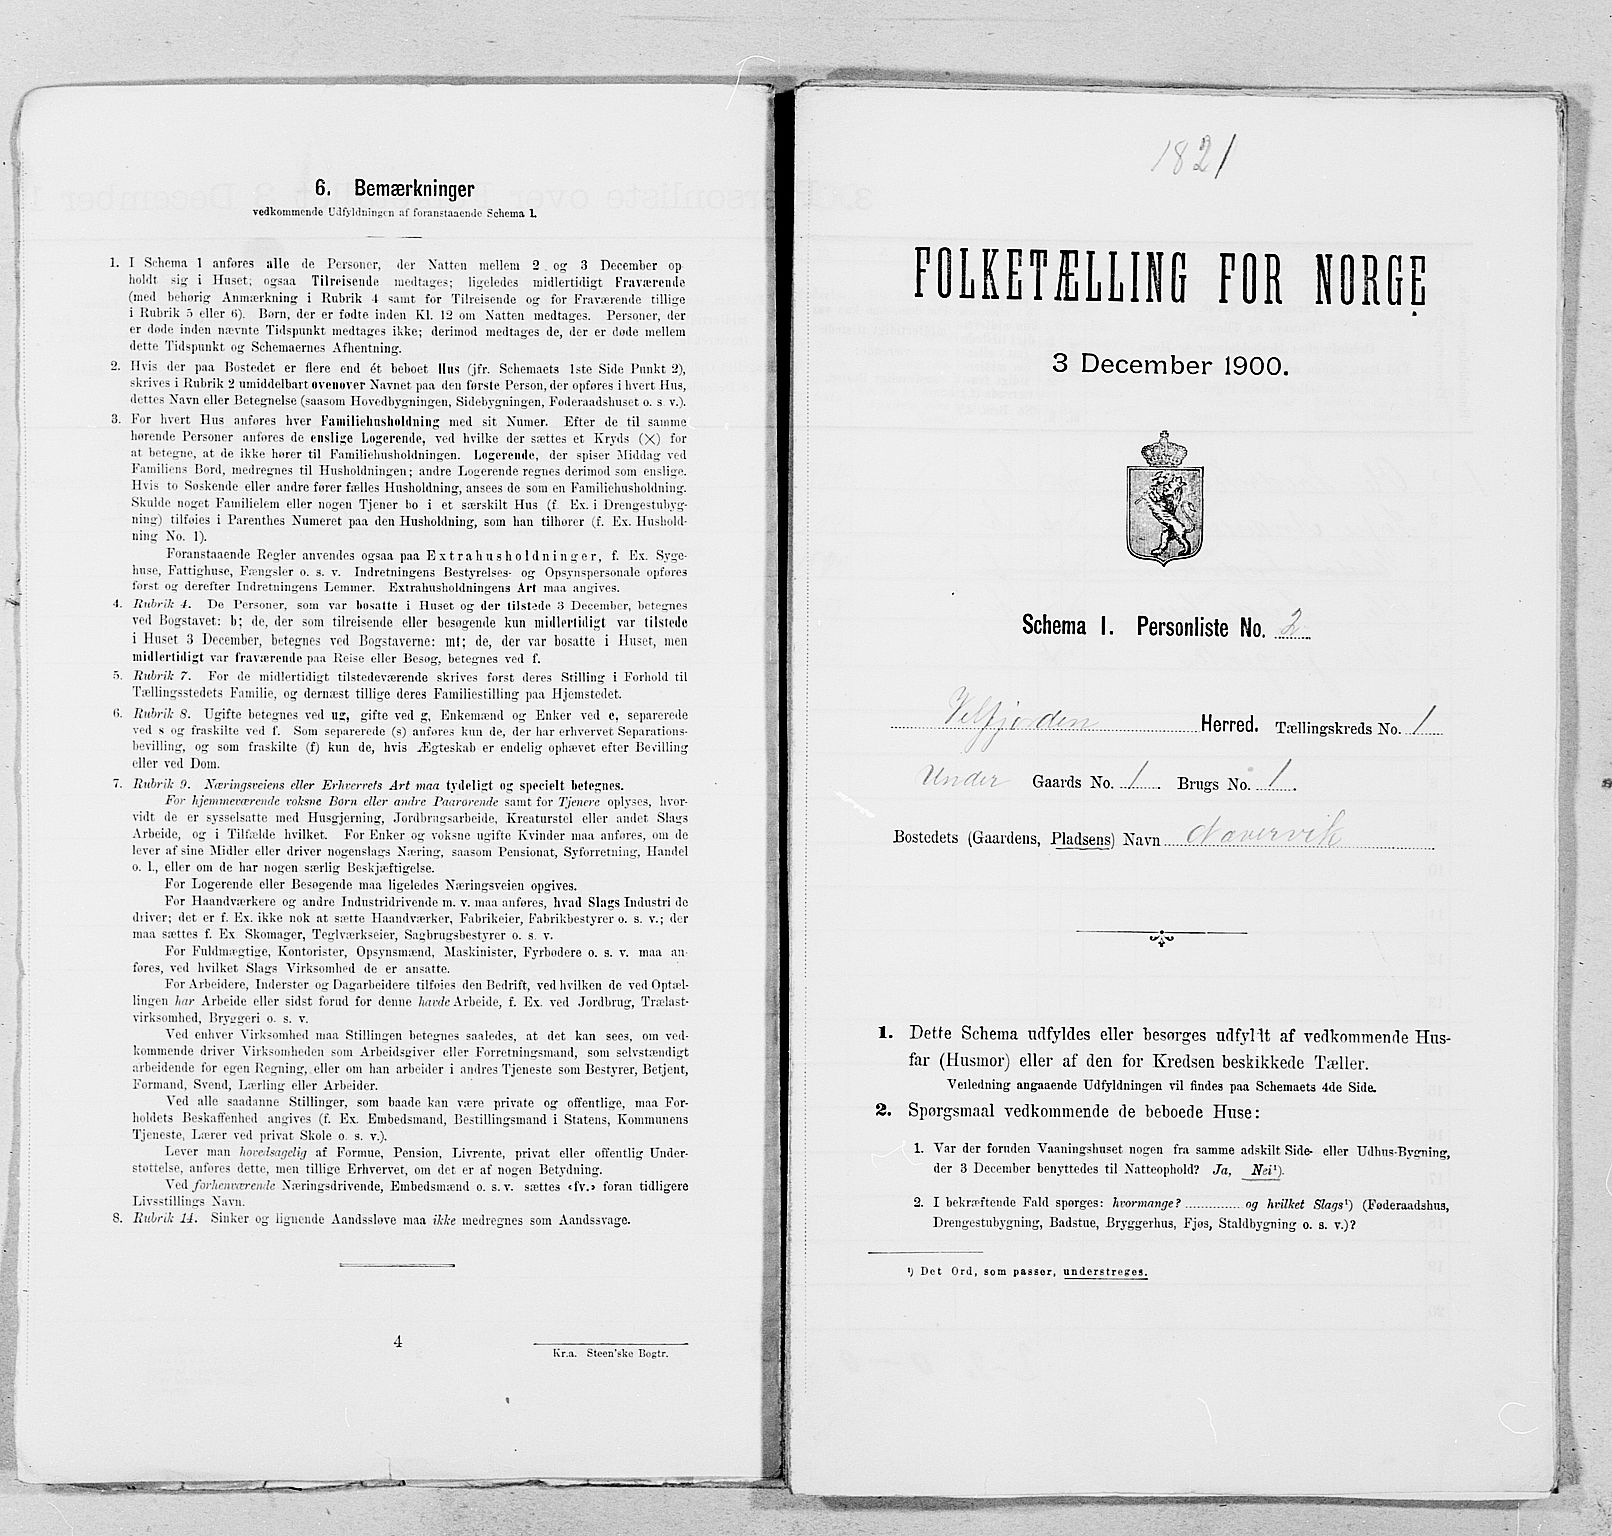 6. Bemærkninger
vedkommende Udfyldningen af foranstaaende Schema 1.
1. I Schema 1 anføres alle de Personer, der Natten mellem 2 og 3 December op
holdt sig i Huset; ogsaa Tilreisende medtages; ligeledes midlertidigt Fraværende
(med behørig Anmærkning i Rubrik 4 samt for Tilreisende og for Fraværende tillige
i Rubrik 5 eller 6). Børn, der er fødte inden Kl. 12 om Natten medtages. Personer, der
er døde inden nævnte Tidspunkt medtages ikke; derimod medtages de, der er døde mellem
dette Tidspunkt og Schemaernes Afhentning.
2. Hvis der paa Bostedet er flere end ét beboet Hus (jfr. Schemaets 1ste Side Punkt 2),
skrives i Rubrik 2 umiddelbart ovenover Navnet paa den første Person, der opføres i hvert Hus,
dettes Navn eller Betegnelse (saasom Hovedbygningen, Sidebygningen, Føderaadshuset o. s. v.).
3. For hvert Hus anføres hver Familiehusholdning med sit Numer. Efter de til samme
hørende Personer anføres de enslige Logerende, ved hvilke der sættes et Kryds (×) for
at betegne, at de ikke hører til Familiehusholdningen. Logerende, der spiser Middag ved
Familiens Bord, medregnes til Husholdningen; andre Logerende regnes derimod som enslige.
Hvis to Søskende eller andre fører fælles Husholdning, ansees de som en Familiehusholdning.
Skulde noget Familielem eller nogen Tjener bo i et særskilt Hus (f. Ex. i Drengestubyg-
ning) tilføies i Parenthes Numeret paa den Husholdning, som han tilhører (f. Ex. Hushold-
ning No. 1).
Foranstaaende Regler anvendes ogsaa paa Extrahusholdninger, f. Ex. Syge-
huse, Fattighuse, Fængsler o. s. v. Indretningens Bestyrelses- og Opsynspersonale opføres
først og derefter Indretningens Lemmer. Extrahusholdningens Art maa angives.
4. Rubrik 4. De Personer, som var bosatte i Huset og der tilstede 3 December, betegnes
ved Bogstavet: b; de, der som tilreisende eller besøgende kun midlertidigt var tilstede
i Huset 3 December, betegnes ved Bogstaverne: mt; de, der var bosatte i Huset, men
midlertidigt var fraværende paa Reise eller Besøg, betegnes ved f.
5. Rubrik 7. For de midlertidigt tilstedeværende skrives først deres Stilling i Forhold til
Tællingsstedets Familie, og dernæst tillige deres Familiestilling paa Hjemstedet.
6. Rubrik 8. Ugifte betegnes ved ug, gifte ved g, Enkemænd og Enker ved e, separerede
ved s og fraskilte ved f. Som separerede (s) anføres kun de, der har erhvervet Separations-
bevilling, og som fraskilte (f) kun de, hvis Ægteskab er endelig ophævet efter Bevilling
eller ved Dom.
7. Rubrik 9. Næringsveiens eller Erhvervets Art maa tydeligt og specielt betegnes.
For hjemmeværende voksne Børn eller andre Paarørende samt for Tjenere oplyses, hvor-
vidt de er sysselsatte med Husgjerning, Jordbrugsarbeide, Kreaturstel eller andet Slags
Arbeide, og i Tilfælde hvilket. For Enker og voksne ugifte Kvinder maa anføres, om de
lever af sine Midler eller driver nogenslags Næring, saasom Pensionat, Syforretning, Handel
o. l., eller om de har nogen særlig Beskjæftigelse.
For Logerende eller Besøgende maa ligeledes Næringsveien opgives.
For Haandværkere og andre Industridrivende m. v. maa anføres, hvad Slags Industri de
driver; det er f. Ex. ikke nok at sætte Haandværker, Fabrikeier, Fabrikbestyrer o. s. v.; der
maa sættes f. Ex Skomager, Teglværkseier, Sagbrugsbestyrer o. s. v.
For Fuldmægtige, Kontorister, Opsynsmænd, Maskinister, Fyrbødere o. s. v. maa an-
føres, ved hvilket Slags Virksomhed de er ansatte.
For Arbeidere, Inderster og Dagarbeidere tilføies den Bedrift, ved hvilken de ved Optæl-
lingen har Arbeide eller sidst forud for denne havde Arbeide, f. Ex. ved Jordbrug, Trælast-
virksomhed, Bryggeri o. s. v.
Ved enhver Virksomhed maa Stillingen betegnes saaledes, at det kan sees, om ved-
kommende driver Virksomheden som Arbeidsgiver eller Forretningsmand, som selvstændigt
arbeidende for egen Regning, eller om han arbeider i andres Tjeneste som Bestyrer, Betjent,
Formand, Svend, Lærling eller Arbeider.
Ved alle saadanne Stillinger, som baade kan være private og offentlige, maa For-
holdets Beskaffenhed angives (f. Ex. Embedsmand, Bestillingsmand i Statens, Kommunens
Tjeneste, Lærer ved privat Skole o. s. v.).
Lever man hovedsagelig af Formue, Pension, Livrente, privat eller offentlig Under-
støttelse, anføres dette, men tillige Erhvervet, om det er af nogen Betydning.
Ved forhenværende Næringsdrivende, Embedsmænd o. s. v. sættes «fv.» foran tidligere
Livsstillings Navn.
8. Rubrik 14. Sinker og lignende Aandssløve maa ikke medregnes som Aandssvage.
4
Kr.a. Steen'ske Bogtr.
1821
FOLKETÆLLING FOR NORGE
3 December 1900.
Schema 1. Personliste No. 2
Velfjorden Herred. Tællingskreds No. 1
Under Gaards No. 1. Brugs No. 1.
Bostedets (Gaardens, Pladsens) Navn Naavervik
1. Dette Schema udfyldes eller besørges udfyldt af vedkommende Hus-
far (Husmor) eller af den for Kredsen beskikkede Tæller.
Veiledning angaaende Udfyldningen vil findes paa Schemaets 4de Side.
2. Spørgsmaal vedkommende de beboede Huse:
1. Var der foruden Vaaningshuset nogen fra samme adskilt Side- eller Udhus-Bygning,
der 3 December benyttedes til Natteophold? Ja, Nei¹).
2. I bekræftende Fald spørges: hvormange? og hvilket Slags¹) (Føderaadshus,
Drengestubygning, Badstue, Bryggerhus, Fjøs, Staldbygning o. s. v.)?
¹) Det Ord, som passer, understreges.